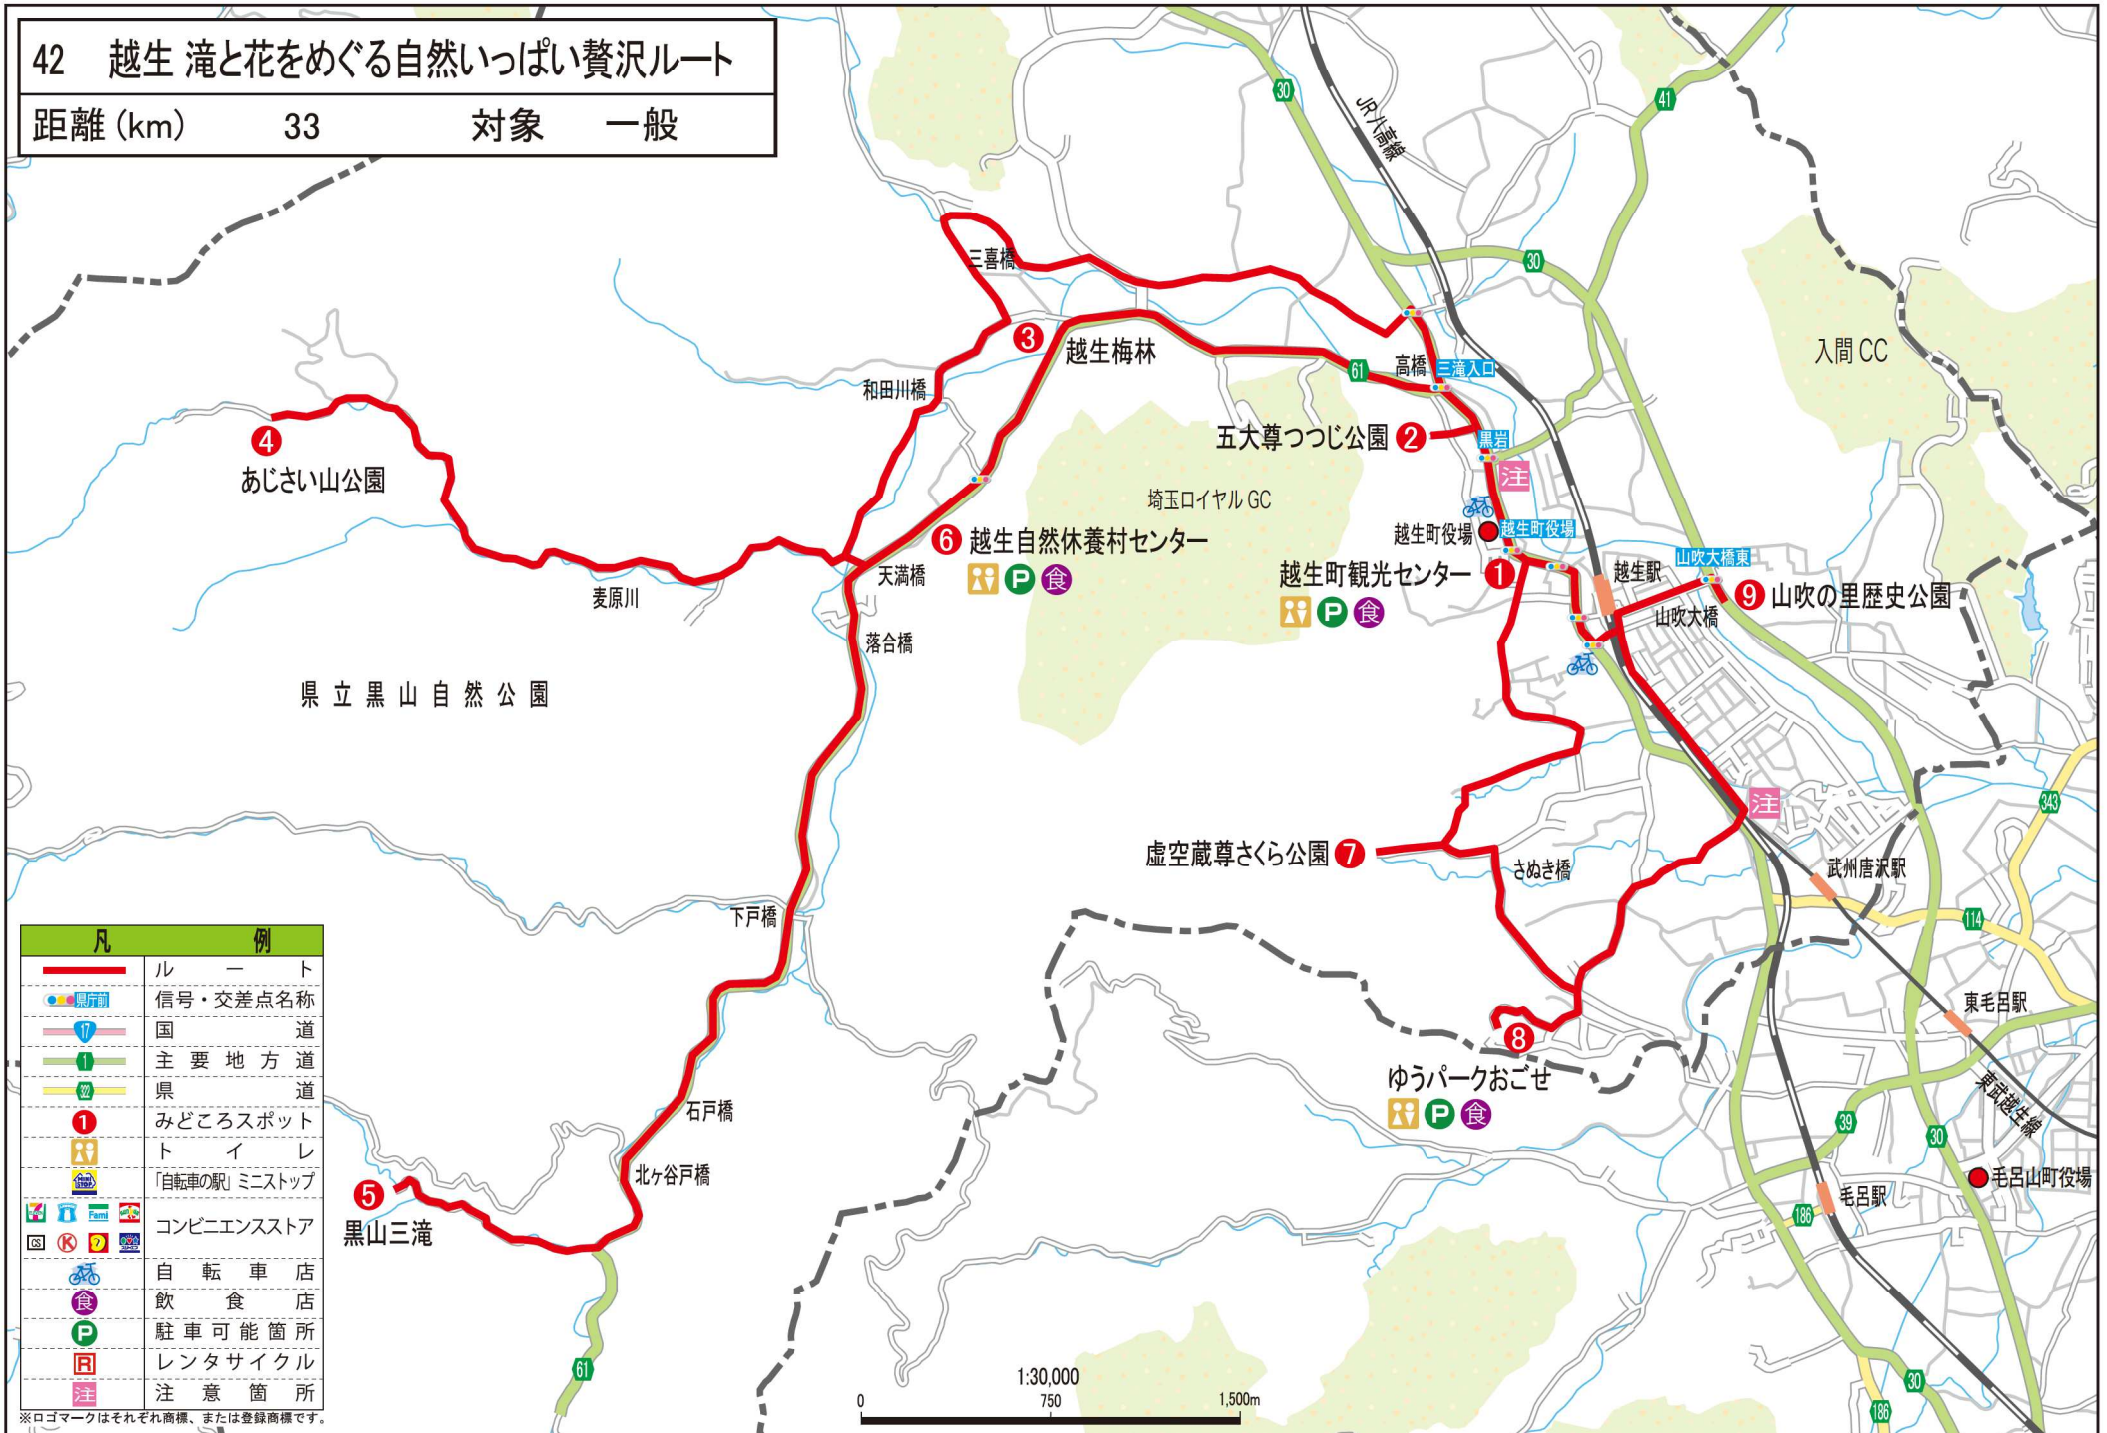 42 越生 滝と花をめぐる自然いっぱい贅沢ルート
距離(km) 33 対象 一般
30
JR八高線
41
30
三喜橋
入間CC
3
越生梅林
61
高橋
三滝入口
和田川橋
4
あじさい山公園
五大尊つつじ公園 2
黒岩
注
埼玉ロイヤルGC
越生町役場
越生町役場
6 越生自然休養村センター
P 食
天満橋
越生町観光センター 1
P 食
越生駅
山吹大橋東
9 山吹の里歴史公園
山吹大橋
麦原川
落合橋
県立黒山自然公園
注
343
虚空蔵尊さくら公園 7
さぬき橋
武州唐沢駅
下戸橋
114
東毛呂駅
8
ゆうパークおごせ
P 食
東武越生線
石戸橋
39
30
北ヶ谷戸橋
毛呂山町役場
毛呂駅
186
5
黒山三滝
61
30
186
1:30,000
0 750 1,500m
凡例
ルート
県庁前 信号・交差点名称
17 国道
1 主要地方道
322 県道
1 みどころスポット
トイレ
「自転車の駅」ミニストップ
コンビニエンスストア
自転車店
食 飲食店
P 駐車可能箇所
R レンタサイクル
注 注意箇所
※ロゴマークはそれぞれ商標、または登録商標です。